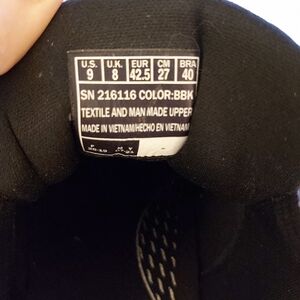 U.S. U.K. EUR CM BRA
9 8 42.5 27 40
SN 216116 COLOR:BBK
TEXTILE AND MAN MADE UPPER
MADE IN VIETNAM/HECHO EN VIETNAM